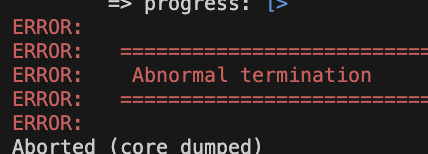 => progress: [>
ERROR:
ERROR:   ==========================
ERROR:    Abnormal termination
ERROR:   ==========================
ERROR:
Aborted (core dumped)